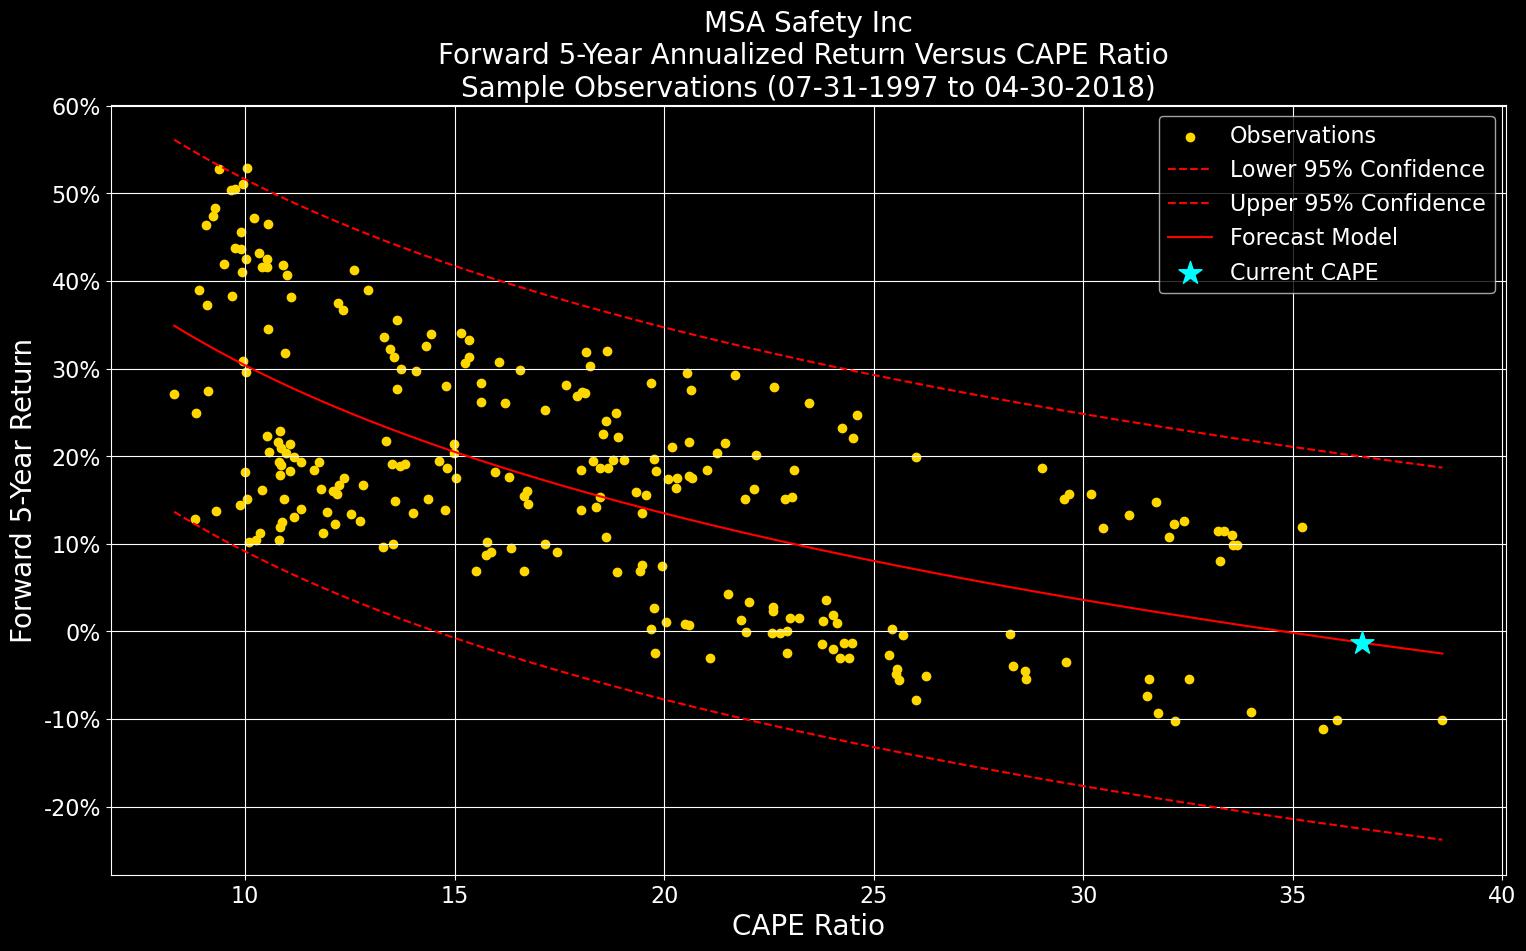 MSA Safety Inc
Forward 5-Year Annualized Return Versus CAPE Ratio
Sample Observations (07-31-1997 to 04-30-2018)
Forward 5-Year Return
60%
50%
40%
30%
20%
10%
0%
-10%
-20%
Observations
Lower 95% Confidence
Upper 95% Confidence
Forecast Model
Current CAPE
10 15 20 25 30 35 40
CAPE Ratio